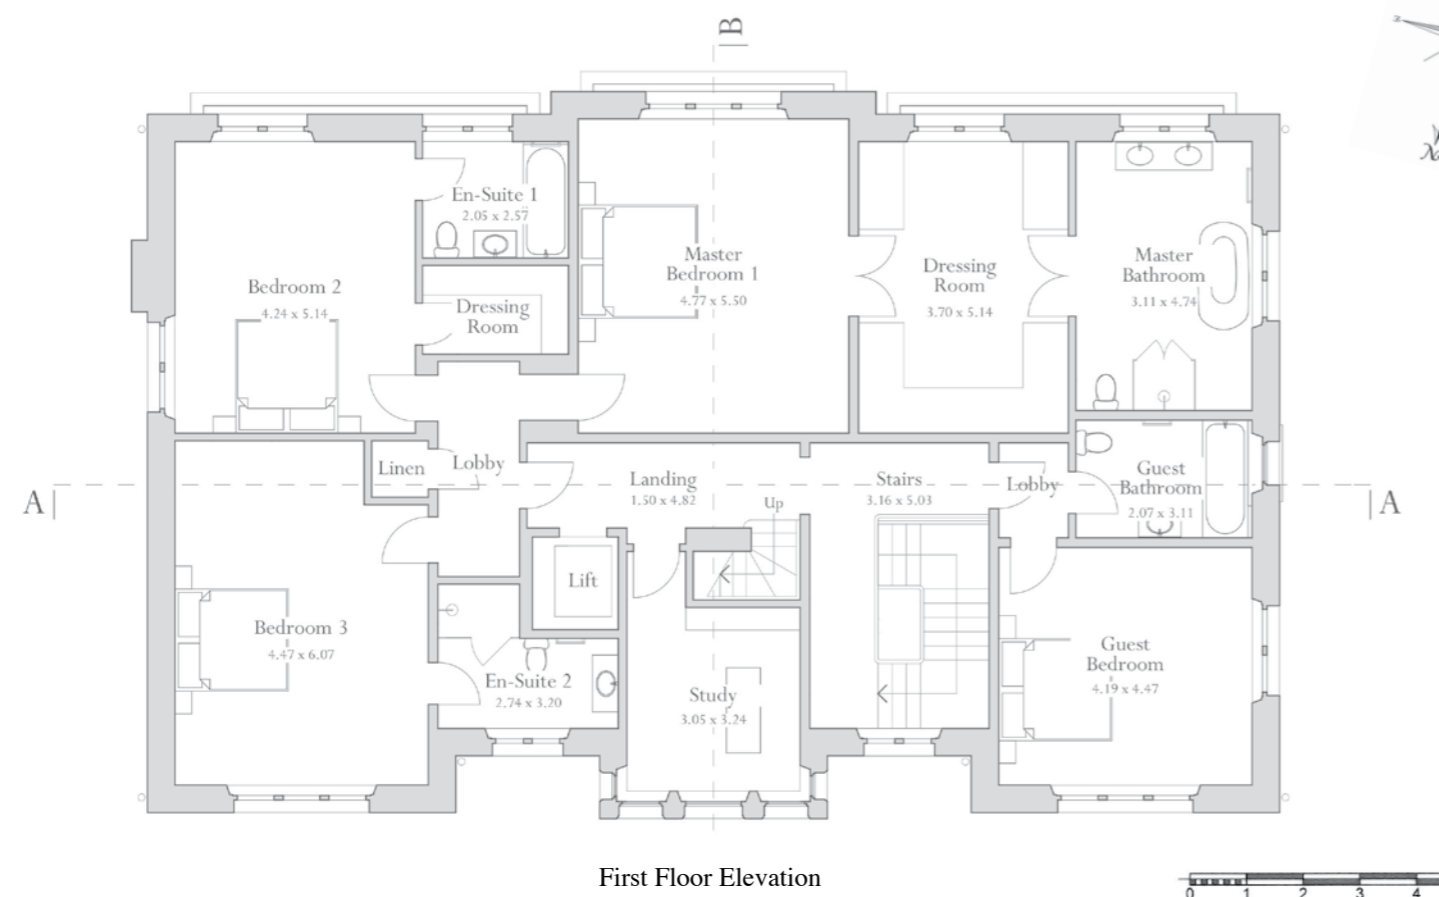 B
En-Suite 1
2.05 x 2.57
Master
Bedroom 1
4.77 x 5.50
Master
Bathroom
3.11 x 4.74
Dressing
Room
3.70 x 5.14
Bedroom 2
4.24 x 5.14
Dressing
Room
Linen
Lobby
Landing
1.50 x 4.82
Up
Stairs
3.16 x 5.03
Lobby
Guest
Bathroom
2.07 x 3.11
A
A
Lift
Bedroom 3
4.47 x 6.07
En-Suite 2
2.74 x 3.20
Study
3.05 x 3.24
Guest
Bedroom
4.19 x 4.47
First Floor Elevation
0 1 2 3 4